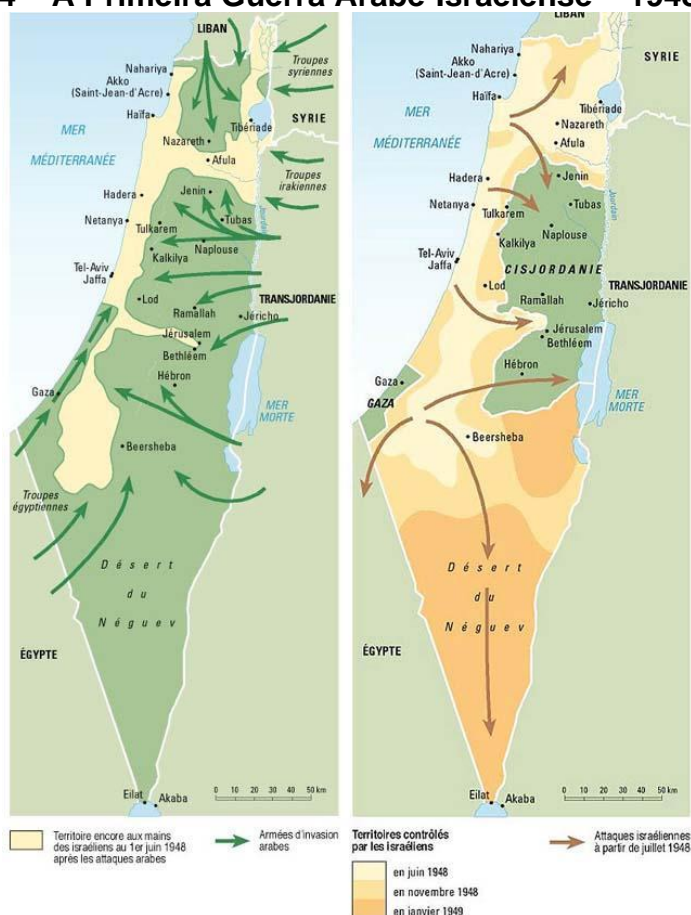 4 – A Primeira Guerra Árabe-Israelense – 1948
LIBAN
Troupes
syriennes
Nahariya
Akko
(Saint-Jean-d'Acre)
Haïfa
SYRIE
MER
MÉDITERRANÉE
Tibériade
Nazareth
Afula
Troupes
irakiennes
Hadera
Jenin
Netanya
Tubas
Tulkarem
Jourdain
Naplouse
Kalkilya
Tel-Aviv
Jaffa
Lod
Ramallah
TRANSJORDANIE
Jéricho
Jérusalem
Bethléem
Hébron
Gaza
MER
MORTE
Beersheba
Troupes
égyptiennes
Désert
du
Néguev
ÉGYPTE
Eilat
Akaba
0 10 20 30 40 50 km
Territoire encore aux mains
des israéliens au 1er juin 1948
après les attaques arabes
Armées d'invasion
arabes
LIBAN
Nahariya
SYRIE
Akko
(Saint-Jean-d'Acre)
Haïfa
Tibériade
MER
MÉDITERRANÉE
Nazareth
Afula
Hadera
Jenin
Netanya
Tubas
Tulkarem
Jourdain
Naplouse
Kalkilya
Tel-Aviv
Jaffa
CISJORDANIE
Lod
TRANSJORDANIE
Ramallah
Jéricho
Jérusalem
Bethléem
Hébron
Gaza
GAZA
MER
MORTE
Beersheba
Désert
du
Néguev
ÉGYPTE
Eilat
Akaba
0 10 20 30 40 50 km
Territoires contrôlés
par les israéliens
en juin 1948
en novembre 1948
en janvier 1949
Attaques israéliennes
à partir de juillet 1948